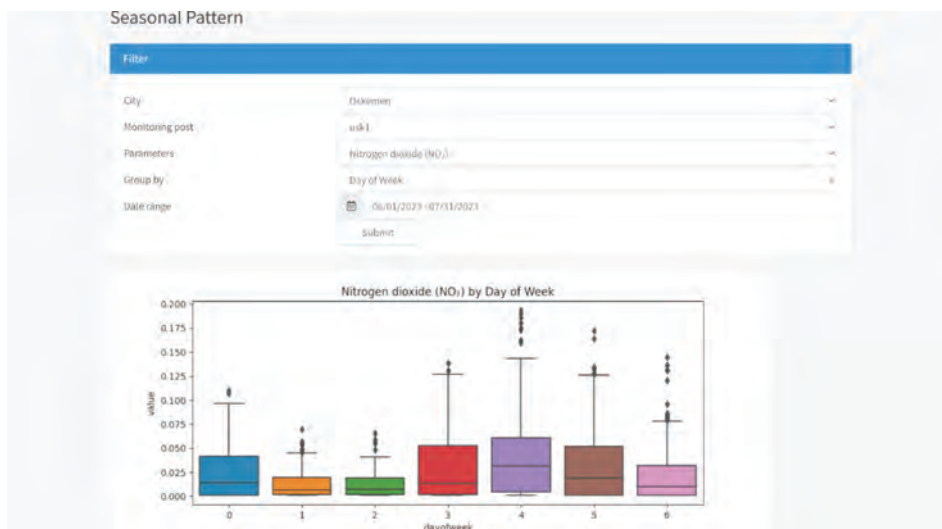 Seasonal Pattern
Filter
City Oskemen
Monitoring post usk1
Parameters Nitrogen dioxide (NO₂)
Group by Day of Week
Date range 06/01/2023 - 07/31/2023
Submit
Nitrogen dioxide (NO₂) by Day of Week
0.200
0.175
0.150
0.125
0.100
0.075
0.050
0.025
0.000
value
0 1 2 3 4 5 6
dayofweek